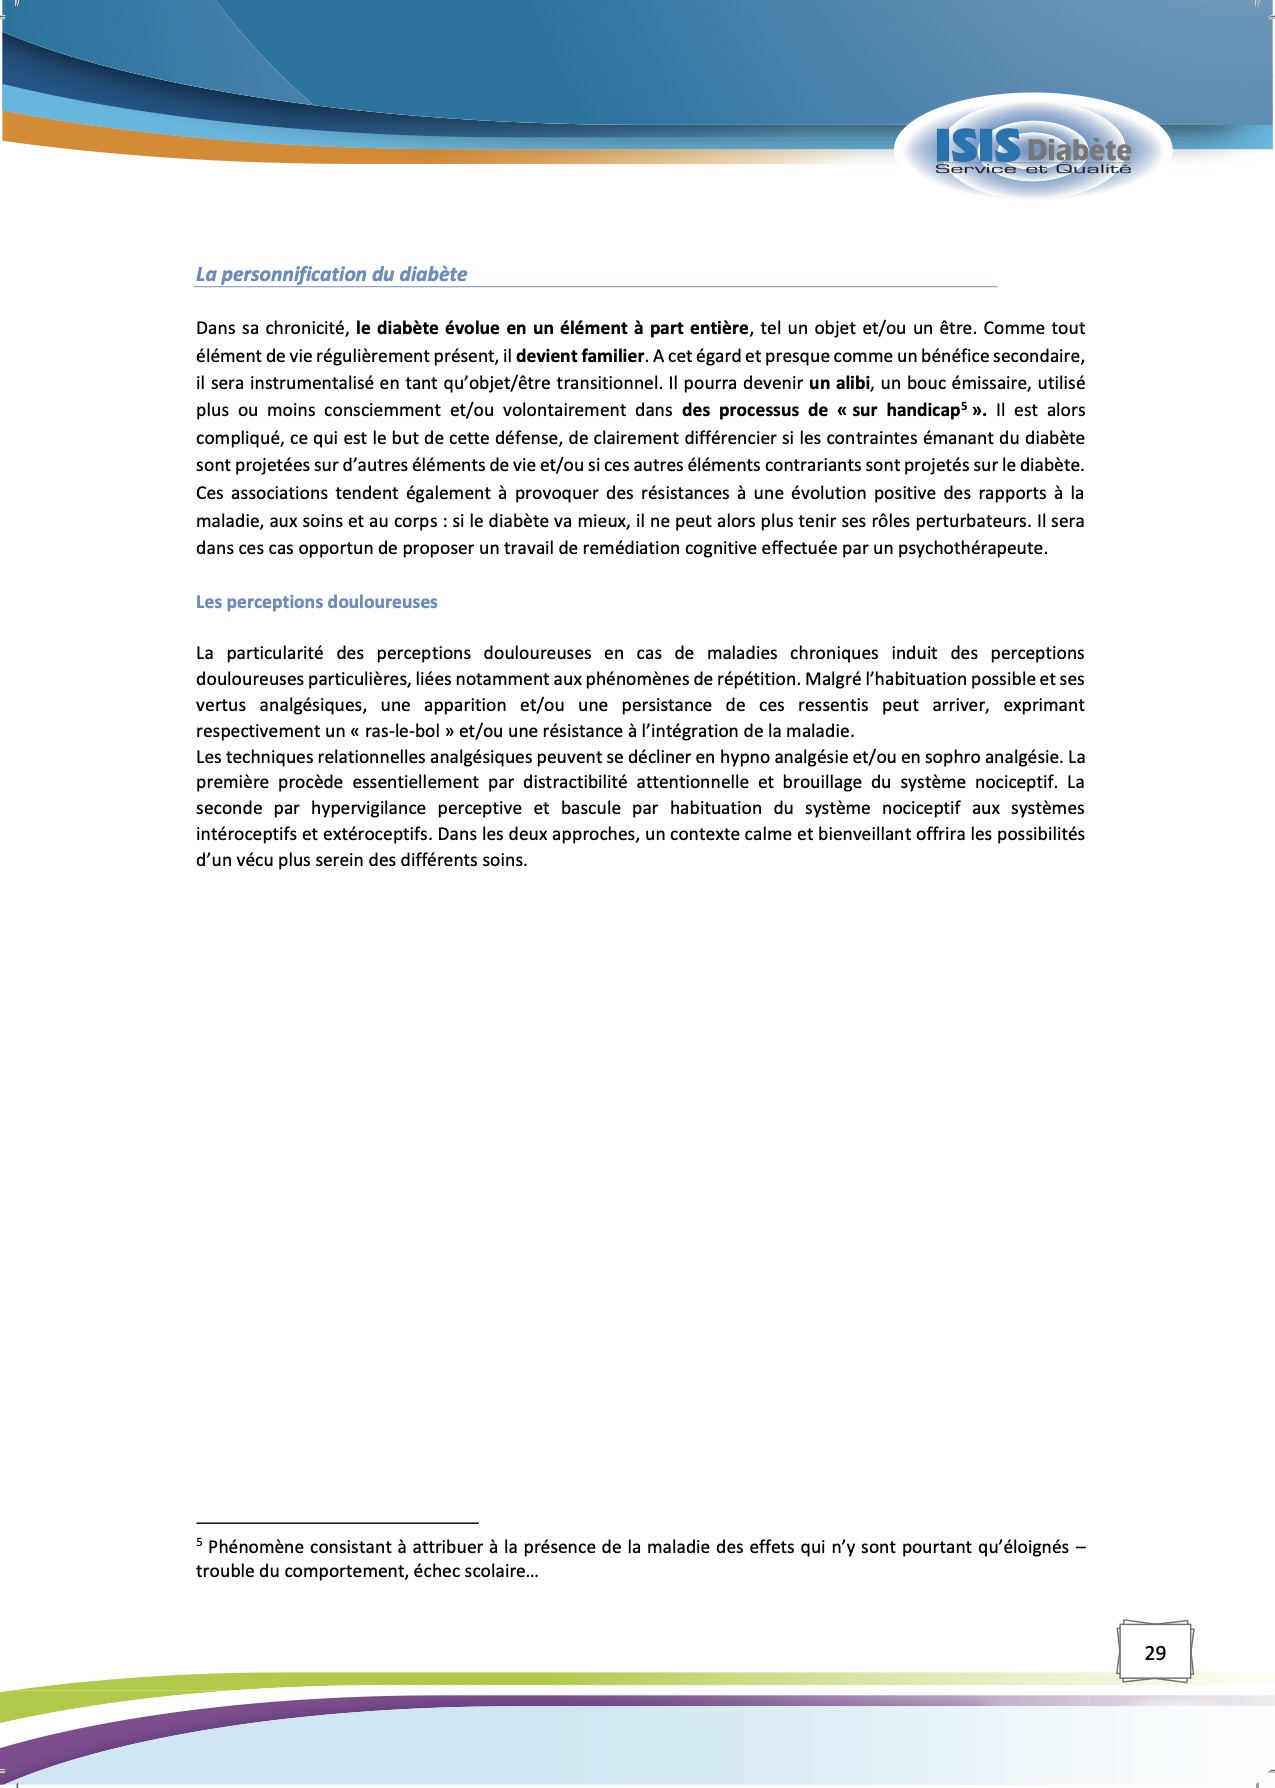 ISIS Diabète
Service et Qualité
La personnification du diabète
Dans sa chronicité, le diabète évolue en un élément à part entière, tel un objet et/ou un être. Comme tout
élément de vie régulièrement présent, il devient familier. A cet égard et presque comme un bénéfice secondaire,
il sera instrumentalisé en tant qu’objet/être transitionnel. Il pourra devenir un alibi, un bouc émissaire, utilisé
plus ou moins consciemment et/ou volontairement dans des processus de « sur handicap⁵ ». Il est alors
compliqué, ce qui est le but de cette défense, de clairement différencier si les contraintes émanant du diabète
sont projetées sur d’autres éléments de vie et/ou si ces autres éléments contrariants sont projetés sur le diabète.
Ces associations tendent également à provoquer des résistances à une évolution positive des rapports à la
maladie, aux soins et au corps : si le diabète va mieux, il ne peut alors plus tenir ses rôles perturbateurs. Il sera
dans ces cas opportun de proposer un travail de remédiation cognitive effectuée par un psychothérapeute.
Les perceptions douloureuses
La particularité des perceptions douloureuses en cas de maladies chroniques induit des perceptions
douloureuses particulières, liées notamment aux phénomènes de répétition. Malgré l’habituation possible et ses
vertus analgésiques, une apparition et/ou une persistance de ces ressentis peut arriver, exprimant
respectivement un « ras-le-bol » et/ou une résistance à l’intégration de la maladie.
Les techniques relationnelles analgésiques peuvent se décliner en hypno analgésie et/ou en sophro analgésie. La
première procède essentiellement par distractibilité attentionnelle et brouillage du système nociceptif. La
seconde par hypervigilance perceptive et bascule par habituation du système nociceptif aux systèmes
intéroceptifs et extéroceptifs. Dans les deux approches, un contexte calme et bienveillant offrira les possibilités
d’un vécu plus serein des différents soins.
⁵ Phénomène consistant à attribuer à la présence de la maladie des effets qui n’y sont pourtant qu’éloignés –
trouble du comportement, échec scolaire…
29